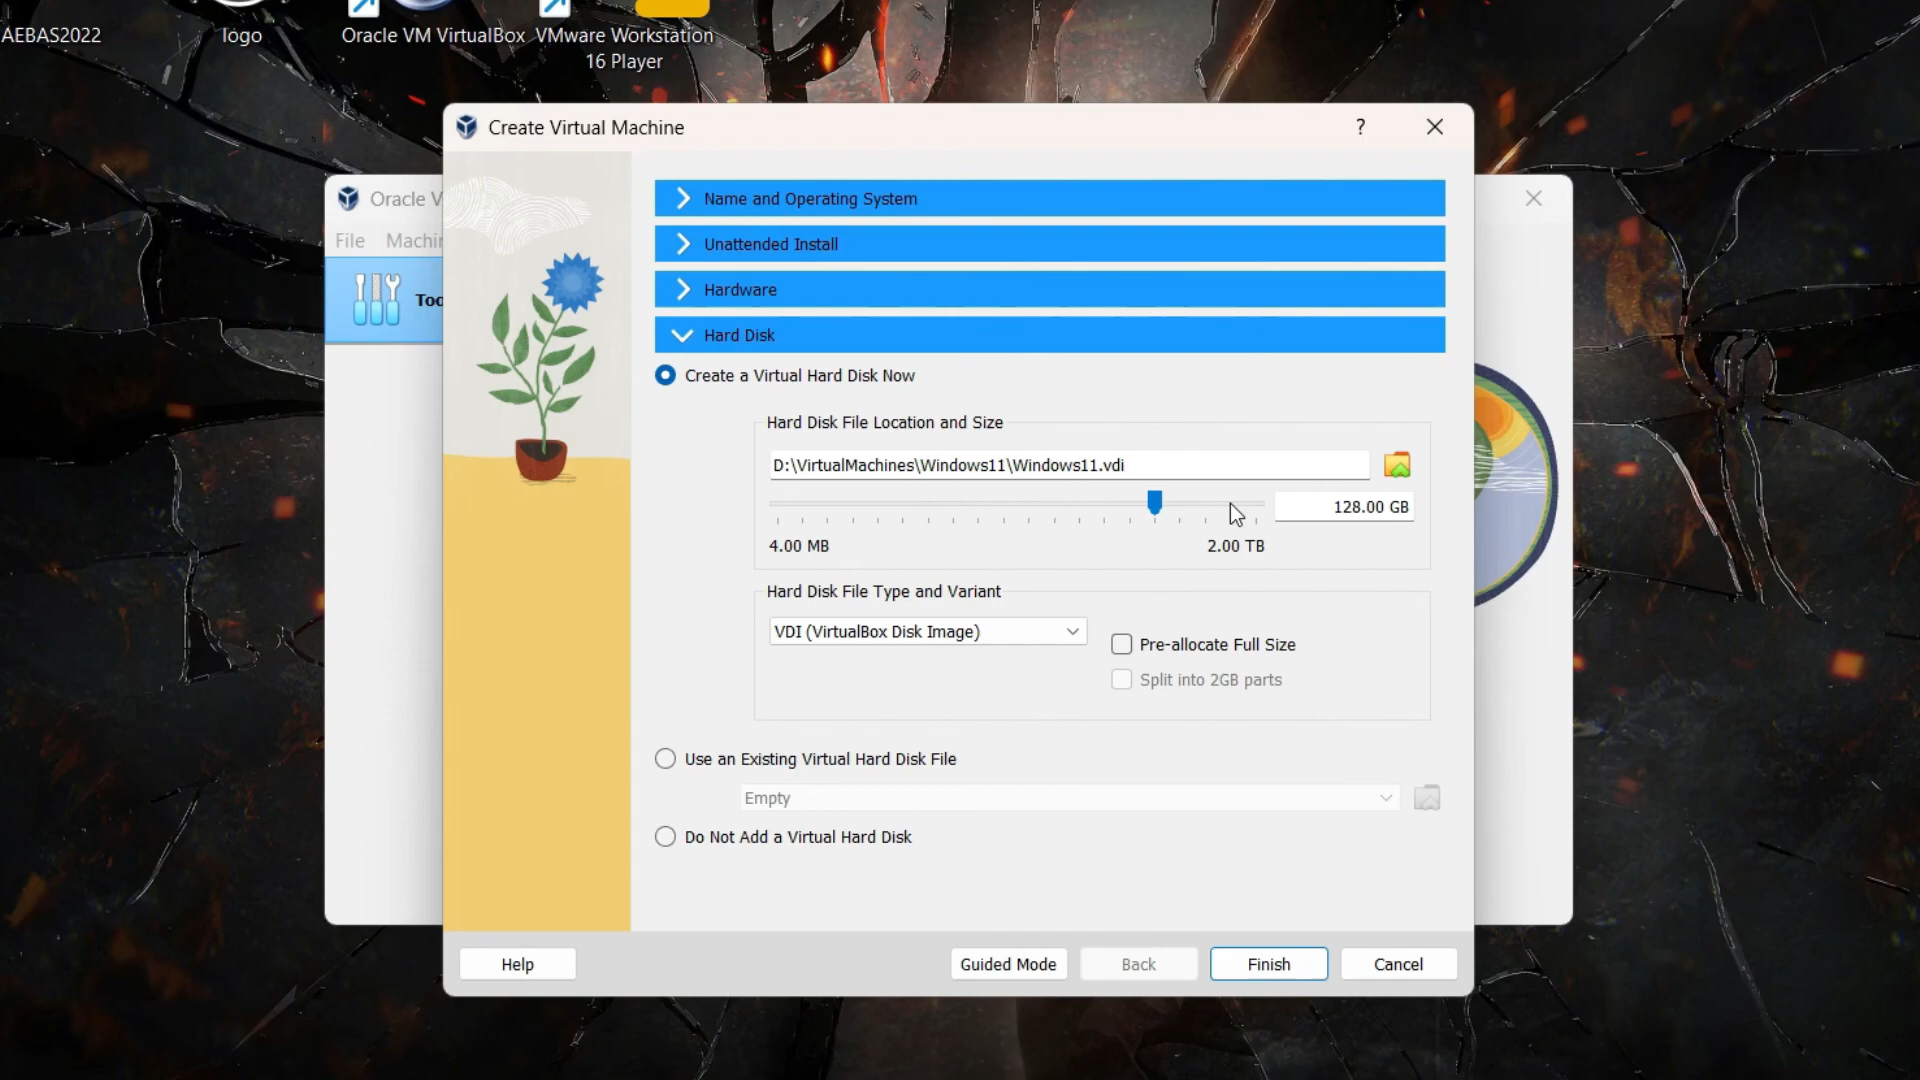 AEBAS2022
logo
Oracle VM VirtualBox
VMware Workstation
16 Player
Create Virtual Machine
?
Oracle V
File Machin
Too
Name and Operating System
Unattended Install
Hardware
Hard Disk
Create a Virtual Hard Disk Now
Hard Disk File Location and Size
D:\VirtualMachines\Windows11\Windows11.vdi
128.00 GB
4.00 MB
2.00 TB
Hard Disk File Type and Variant
VDI (VirtualBox Disk Image)
Pre-allocate Full Size
Split into 2GB parts
Use an Existing Virtual Hard Disk File
Empty
Do Not Add a Virtual Hard Disk
Help
Guided Mode
Back
Finish
Cancel